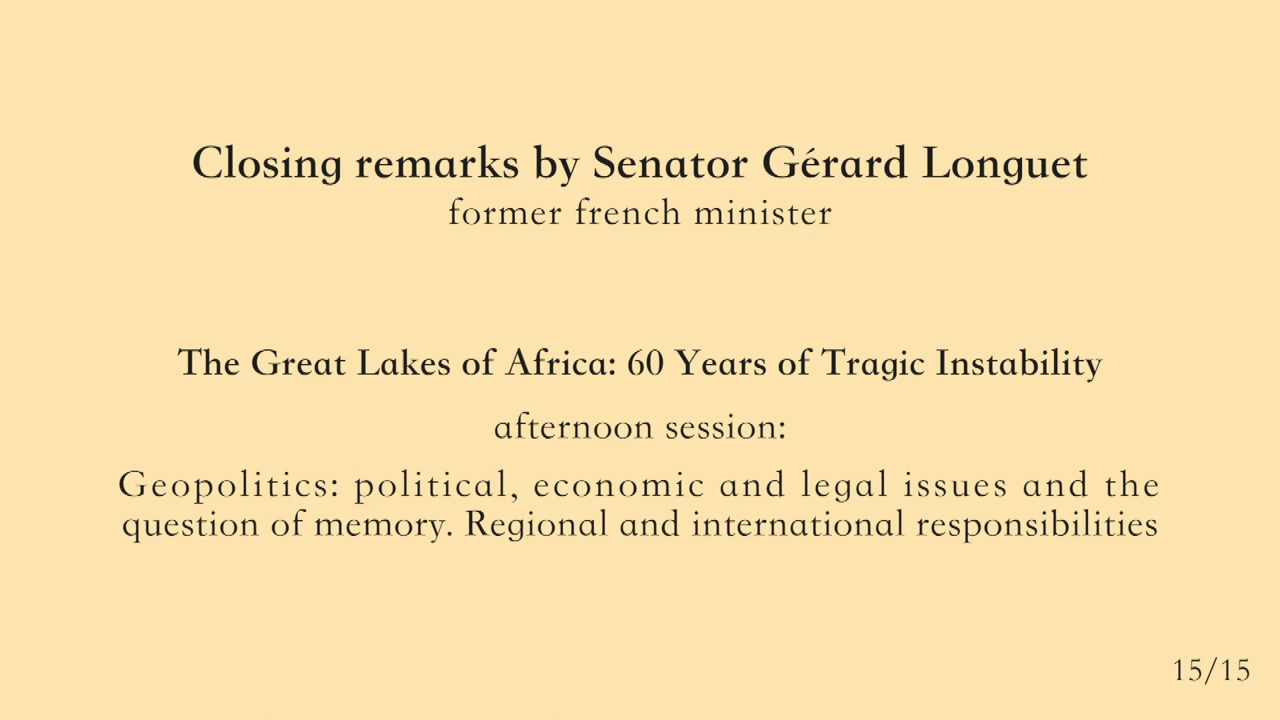 Closing remarks by Senator Gérard Longuet
former french minister
The Great Lakes of Africa: 60 Years of Tragic Instability
afternoon session:
Geopolitics: political, economic and legal issues and the
question of memory. Regional and international responsibilities
15/15